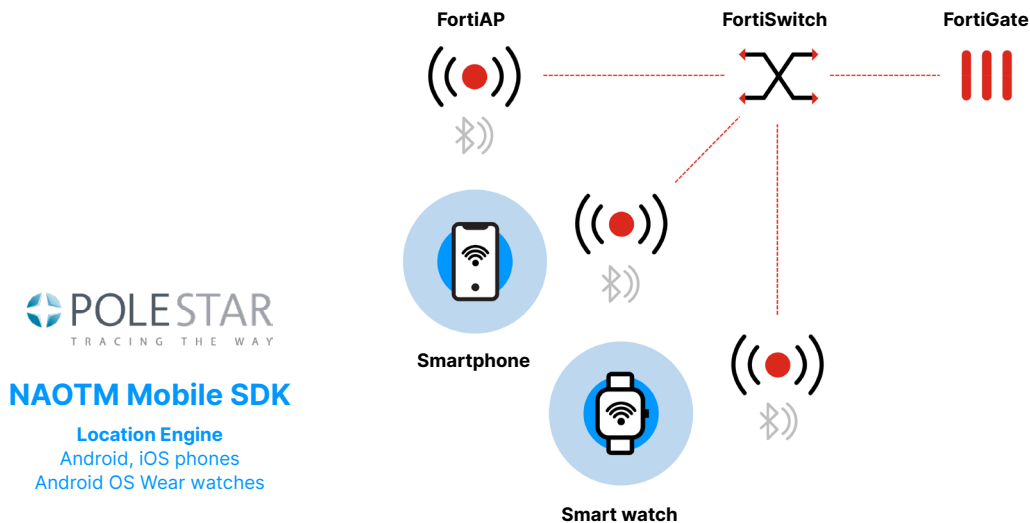 FortiAP
FortiSwitch
FortiGate
Smartphone
POLESTAR
TRACING THE WAY
NAOTM Mobile SDK
Location Engine
Android, iOS phones
Android OS Wear watches
Smart watch